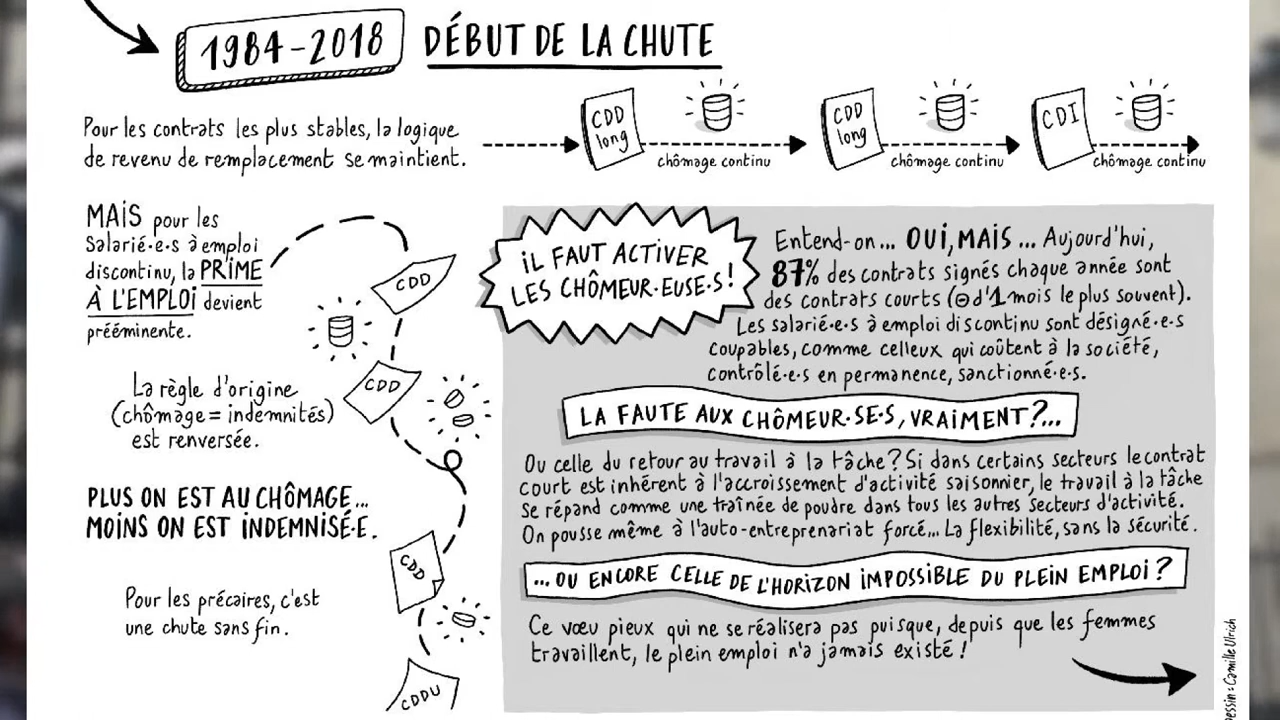 1984-2018 DÉBUT DE LA CHUTE
Pour les contrats les plus stables, la logique
de revenu de remplacement se maintient.
CDD
long
chômage continu
CDD
long
chômage continu
CDI
chômage continu
MAIS pour les
Salarié·e·s à emploi
discontinu, la PRIME
À L'EMPLOI devient
prééminente.
CDD
CDD
La règle d'origine
(chômage = indemnités)
est renversée.
PLUS ON EST AU CHÔMAGE...
MOINS ON EST INDEMNISÉ·E.
CDD
Pour les précaires, c'est
une chute sans fin.
CDDU
IL FAUT ACTIVER
LES CHÔMEUR·EUSE·S!
Entend-on... OUI, MAIS... Aujourd'hui,
87% des contrats signés chaque année sont
des contrats courts (⊖ d'1 mois le plus souvent).
Les salarié·e·s à emploi discontinu sont désigné·e·s
coupables, comme celleux qui coûtent à la société,
contrôlé·e·s en permanence, sanctionné·e·s.
LA FAUTE AUX CHÔMEUR·SE·S, VRAIMENT?...
Ou celle du retour au travail à la tâche? Si dans certains secteurs le contrat
court est inhérent à l'accroissement d'activité saisonnier, le travail à la tâche
se répand comme une traînée de poudre dans tous les autres secteurs d'activité.
On pousse même à l'auto-entreprenariat forcé... La flexibilité, sans la sécurité.
... OU ENCORE CELLE DE L'HORIZON IMPOSSIBLE DU PLEIN EMPLOI?
Ce vœu pieux qui ne se réalisera pas puisque, depuis que les femmes
travaillent, le plein emploi n'a jamais existé!
essin: Camille Ulrich